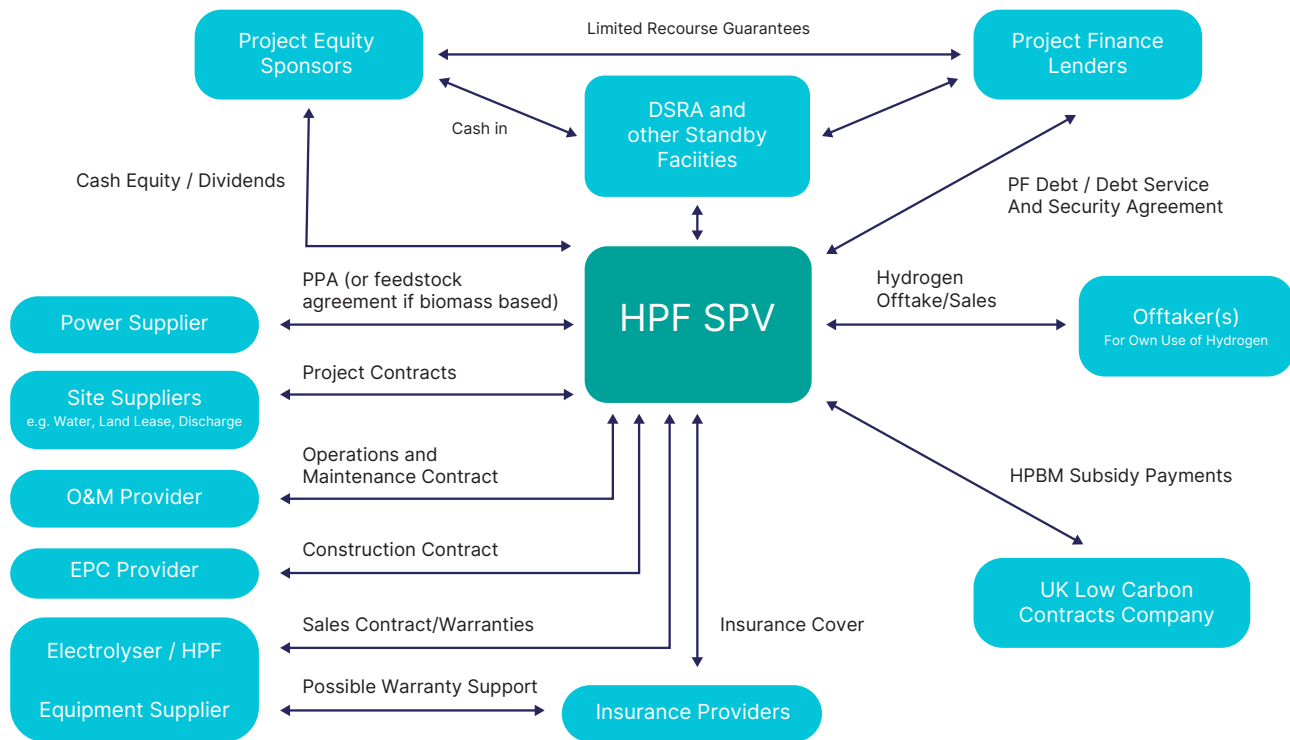 Project Equity
Sponsors
Limited Recourse Guarantees
Project Finance
Lenders
DSRA and
other Standby
Faciities
Cash in
Cash Equity / Dividends
PF Debt / Debt Service
And Security Agreement
PPA (or feedstock
agreement if biomass based)
Power Supplier
HPF SPV
Hydrogen
Offtake/Sales
Offtaker(s)
For Own Use of Hydrogen
Project Contracts
Site Suppliers
e.g. Water, Land Lease, Discharge
Operations and
Maintenance Contract
O&M Provider
HPBM Subsidy Payments
Construction Contract
EPC Provider
UK Low Carbon
Contracts Company
Sales Contract/Warranties
Insurance Cover
Electrolyser / HPF
Equipment Supplier
Possible Warranty Support
Insurance Providers